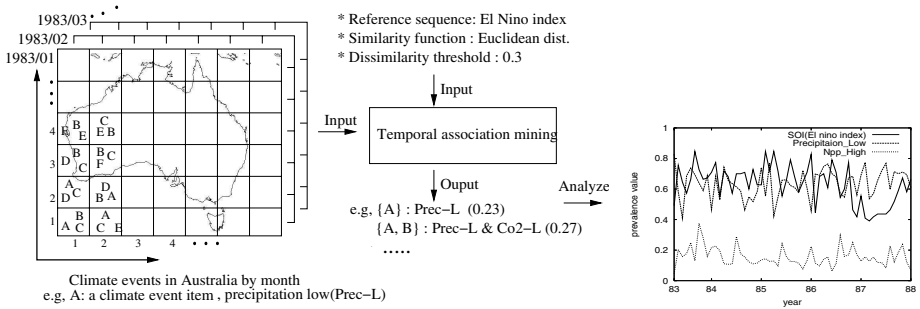 1983/03
1983/02
1983/01
* Reference sequence: El Nino index
* Similarity function : Euclidean dist.
* Dissimilarity threshold : 0.3
Input
Input
Temporal association mining
Ouput
Analyze
e.g, {A} : Prec−L (0.23)
{A, B} : Prec−L & Co2−L (0.27)
.....
4 E B E C E B
3 D B C B C F
2 A D C D B A
1 A B C A C E
1 2 3 4
Climate events in Australia by month
e.g, A: a climate event item , precipitation low(Prec−L)
SOI(El nino index)
Precipitaion_Low
Npp_High
prevalence value
1
0.8
0.6
0.4
0.2
0
83 84 85 86 87 88
year